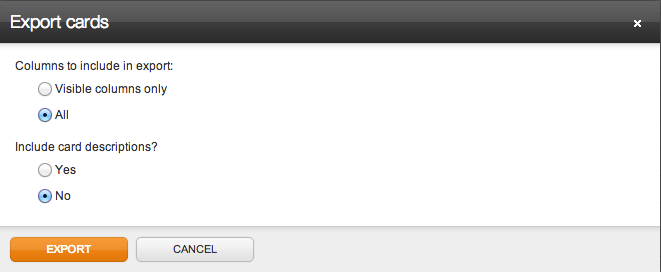 Export cards
Columns to include in export:
Visible columns only
All
Include card descriptions?
Yes
No
EXPORT CANCEL